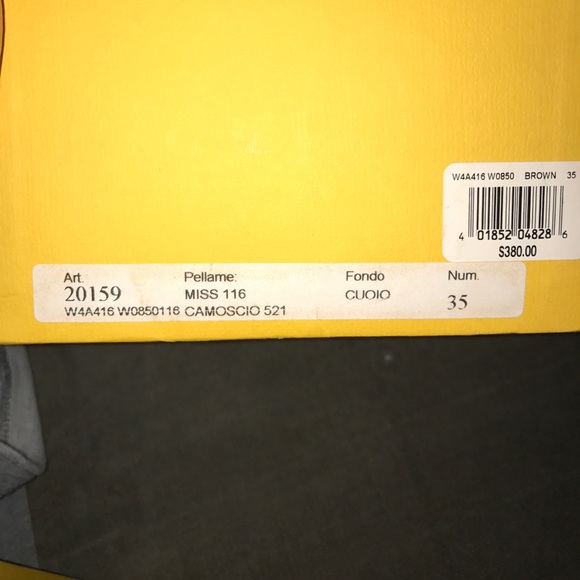 W4A416 W0850 BROWN 35
4 01852 04828 6
$380.00
Art. Pellame: Fondo Num.
20159 MISS 116 CUOIO 35
W4A416 W0850116 CAMOSCIO 521